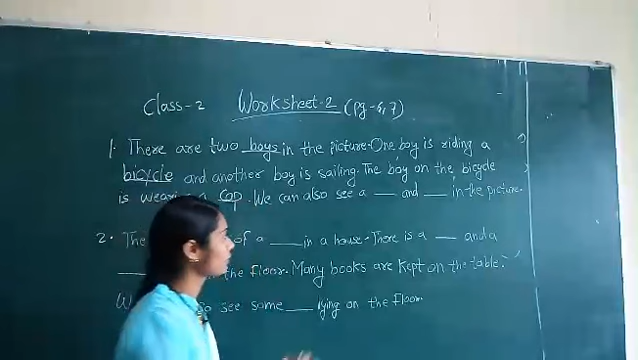 Class-2 Worksheet-2 (Pg-6,7)
1. There are two boys in the picture. One boy is riding a
bicycle and another boy is sailing. The boy on the bicycle
is wearing a Cap. We can also see a ___ and ___ in the picture.
2. The of a ___ in a house. There is a ___ and a
___ the floor. Many books are kept on the table.
see some ___ lying on the floor